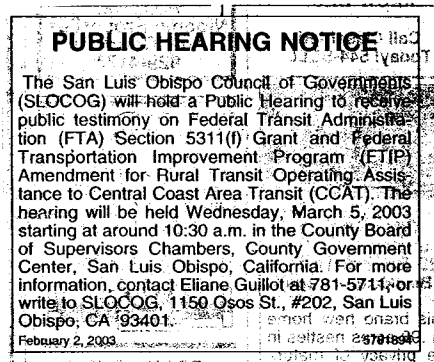 PUBLIC HEARING NOTICE
The San Luis Obispo Council of Governments
(SLOCOG) will hold a Public Hearing to receive
public testimony on Federal Transit Administra-
tion (FTA) Section 5311(f) Grant and Federal
Transportation Improvement Program (FTIP)
Amendment for Rural Transit Operating Assis-
tance to Central Coast Area Transit (CCAT). The
hearing will be held Wednesday, March 5, 2003
starting at around 10:30 a.m. in the County Board
of Supervisors Chambers, County Government
Center, San Luis Obispo, California. For more
information, contact Eliane Guillot at 781-5711, or
write to SLOCOG, 1150 Osos St., #202, San Luis
Obispo, CA 93401.
February 2, 2003